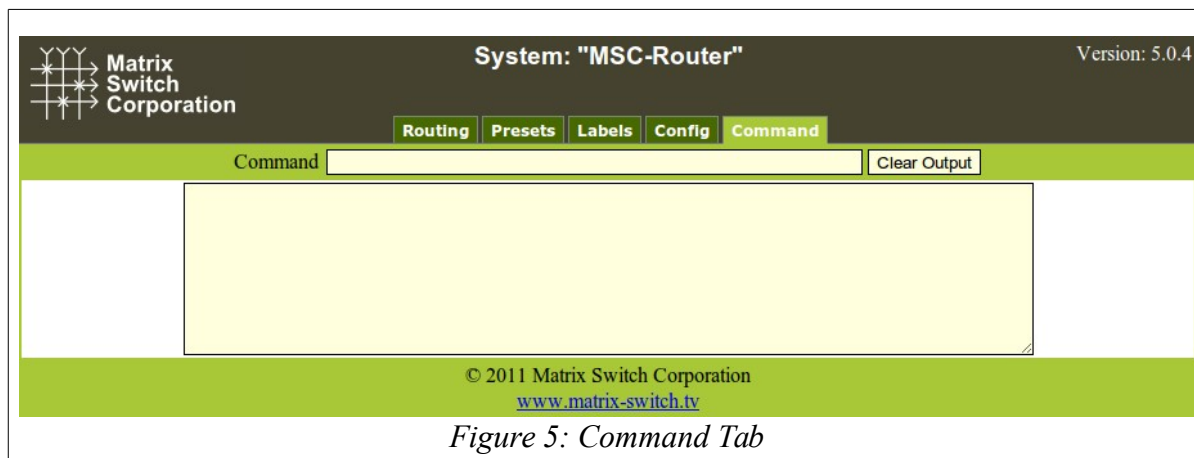 Matrix
Switch
Corporation
System: "MSC-Router"
Version: 5.0.4
Routing Presets Labels Config Command
Command Clear Output
© 2011 Matrix Switch Corporation
www.matrix-switch.tv
Figure 5: Command Tab